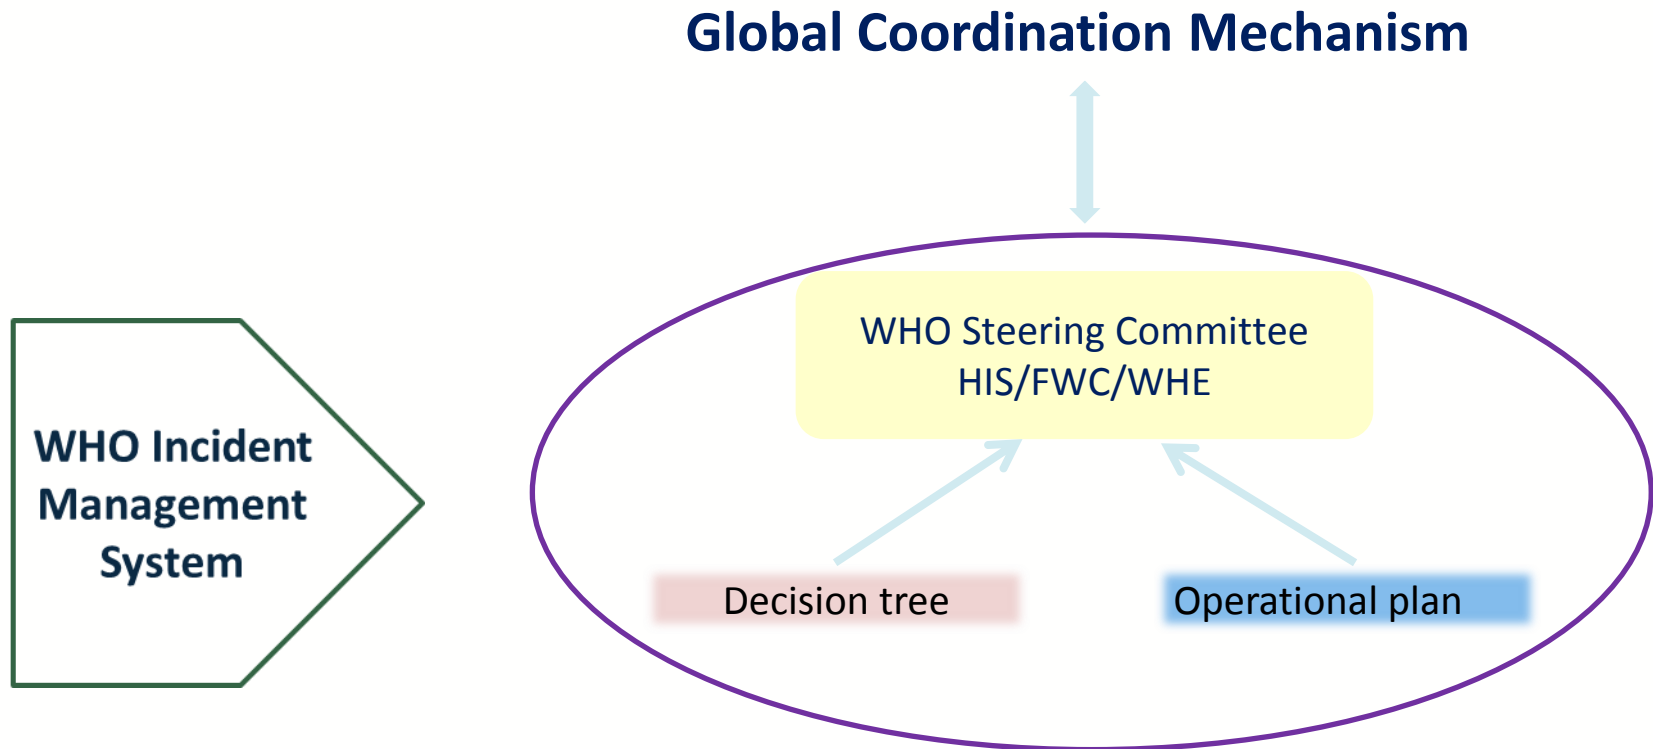 Global Coordination Mechanism
WHO Steering Committee
HIS/FWC/WHE
WHO Incident
Management
System
Decision tree
Operational plan